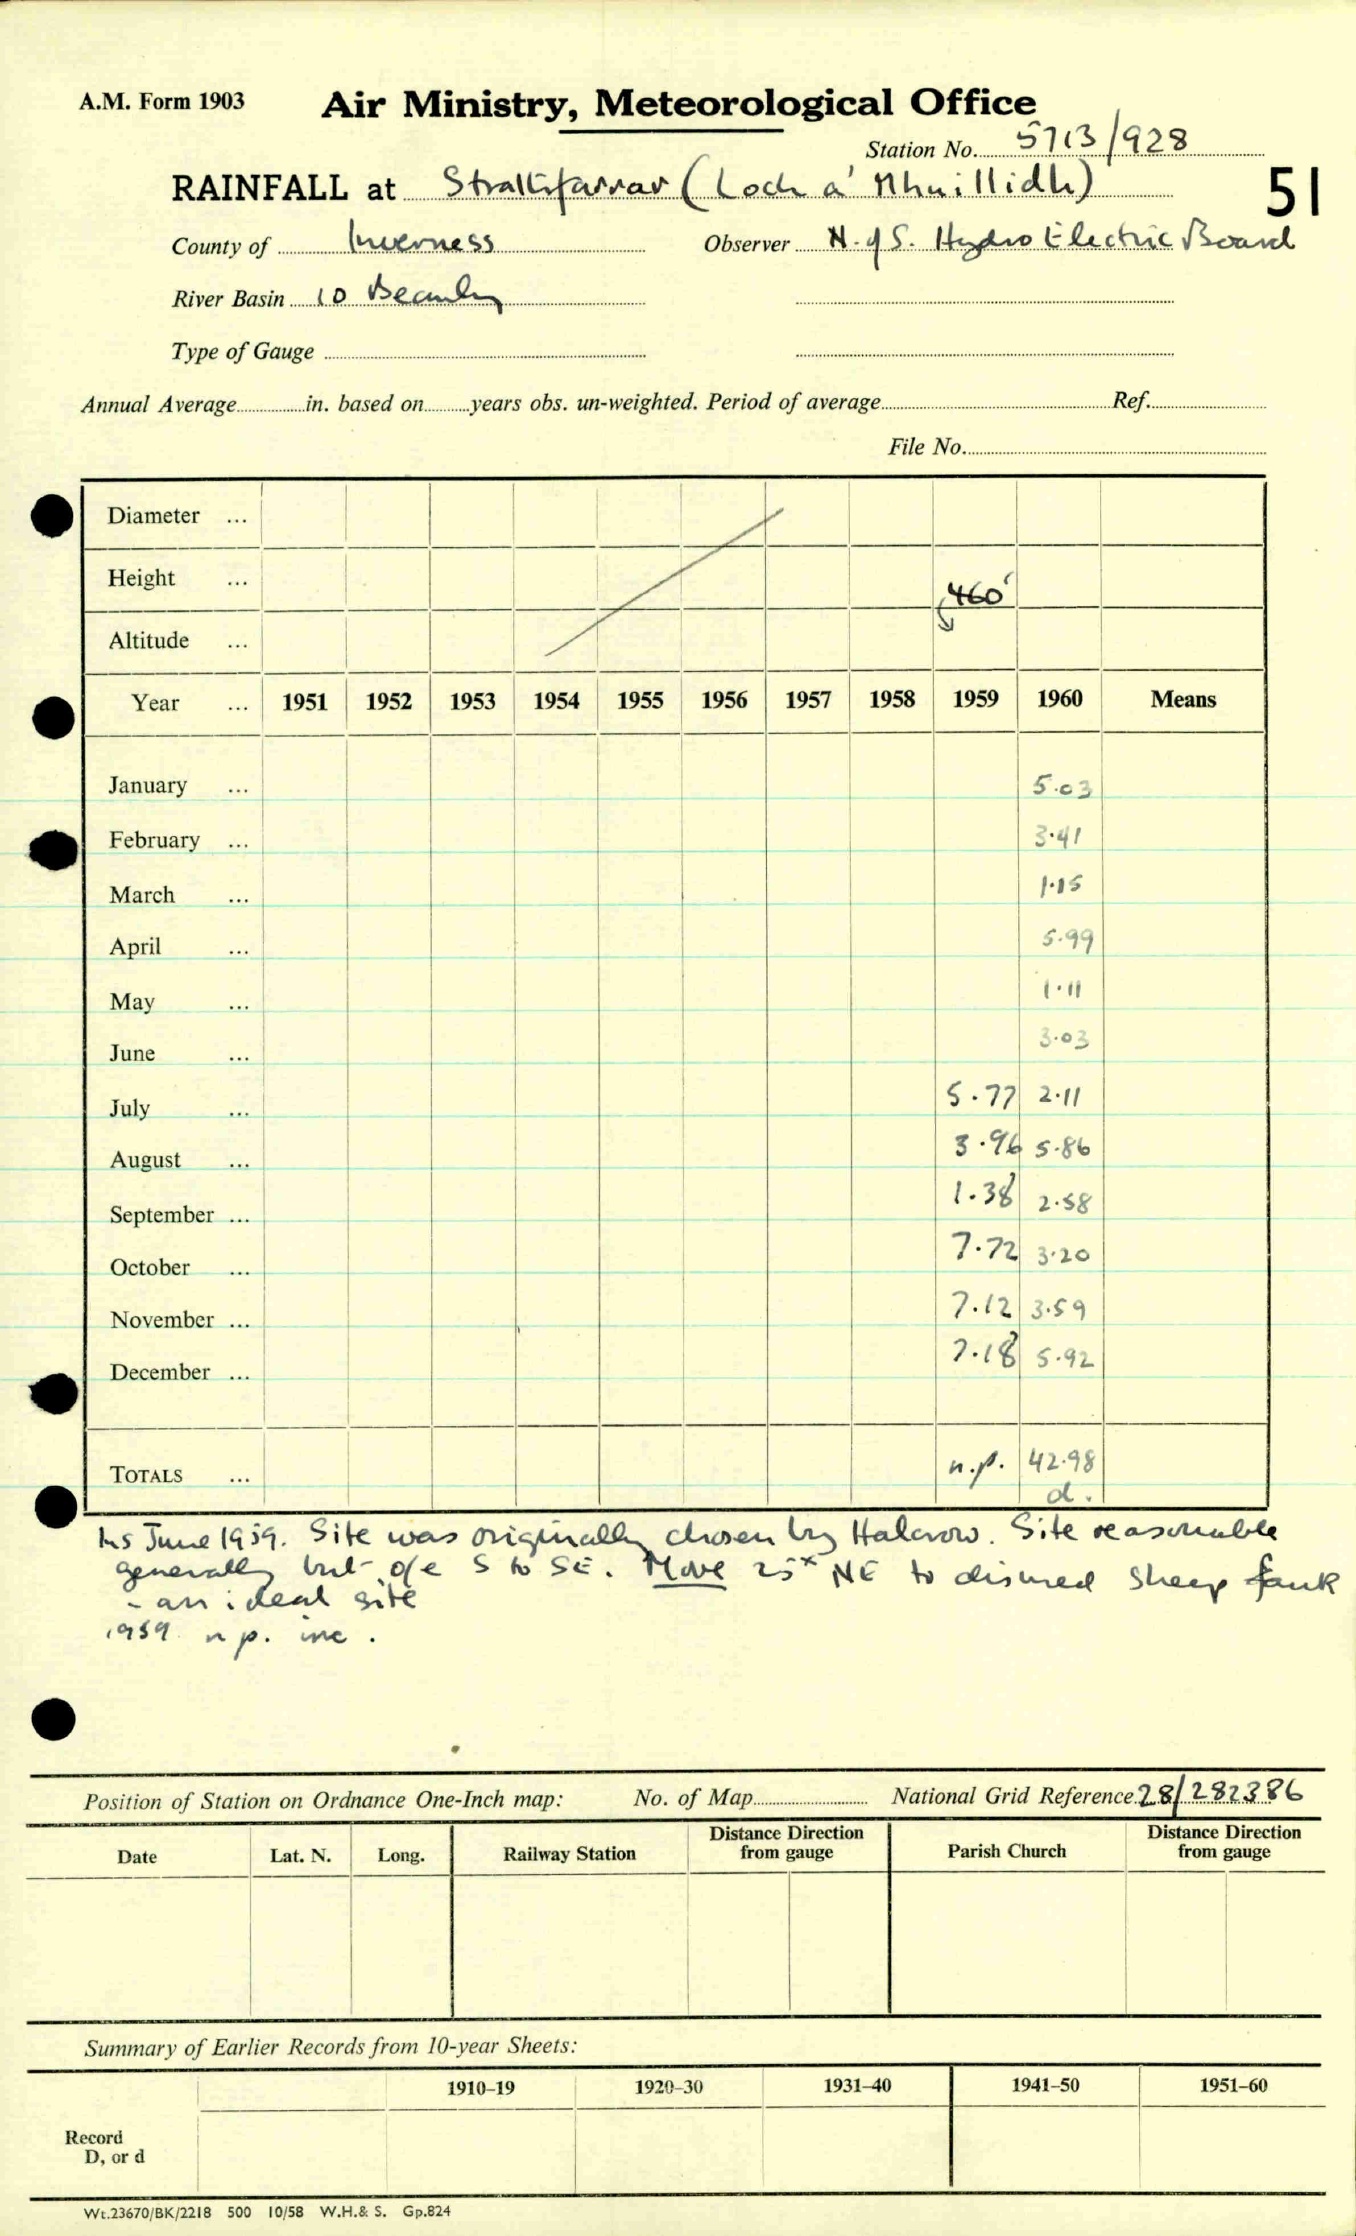 A.M. Form 1903 Air Ministry, Meteorological Office
Station No. 5713/928
RAINFALL at Strathfarrar (Loch a' Mhuillidh) 51
County of Inverness Observer N. of S. Hydro Electric Board
River Basin 10 Beauly
Type of Gauge
Annual Average in. based on years obs. un-weighted. Period of average Ref.
File No.
Diameter ...
Height ... 460'
Altitude ...
Year ... 1951 1952 1953 1954 1955 1956 1957 1958 1959 1960 Means
January ... 5.03
February ... 3.41
March ... 1.15
April ... 5.99
May ... 1.11
June ... 3.03
July ... 5.77 2.11
August ... 3.96 5.86
September ... 1.38 2.58
October ... 7.72 3.20
November ... 7.12 3.59
December ... 7.18 5.92
TOTALS ... n.p. 42.98
d.
Ins June 1959. Site was originally chosen by Halcrow. Site reasonable
generally but o/e S to SE. Move 25x NE to disused sheep fank
- an ideal site
1959 n p. inc.
Position of Station on Ordnance One-Inch map: No. of Map National Grid Reference 28/282386
Date Lat. N. Long. Railway Station Distance Direction from gauge Parish Church Distance Direction from gauge
Summary of Earlier Records from 10-year Sheets:
1910–19 1920–30 1931–40 1941–50 1951–60
Record
D, or d
Wt.23670/BK/2218 500 10/58 W.H.& S. Gp.824